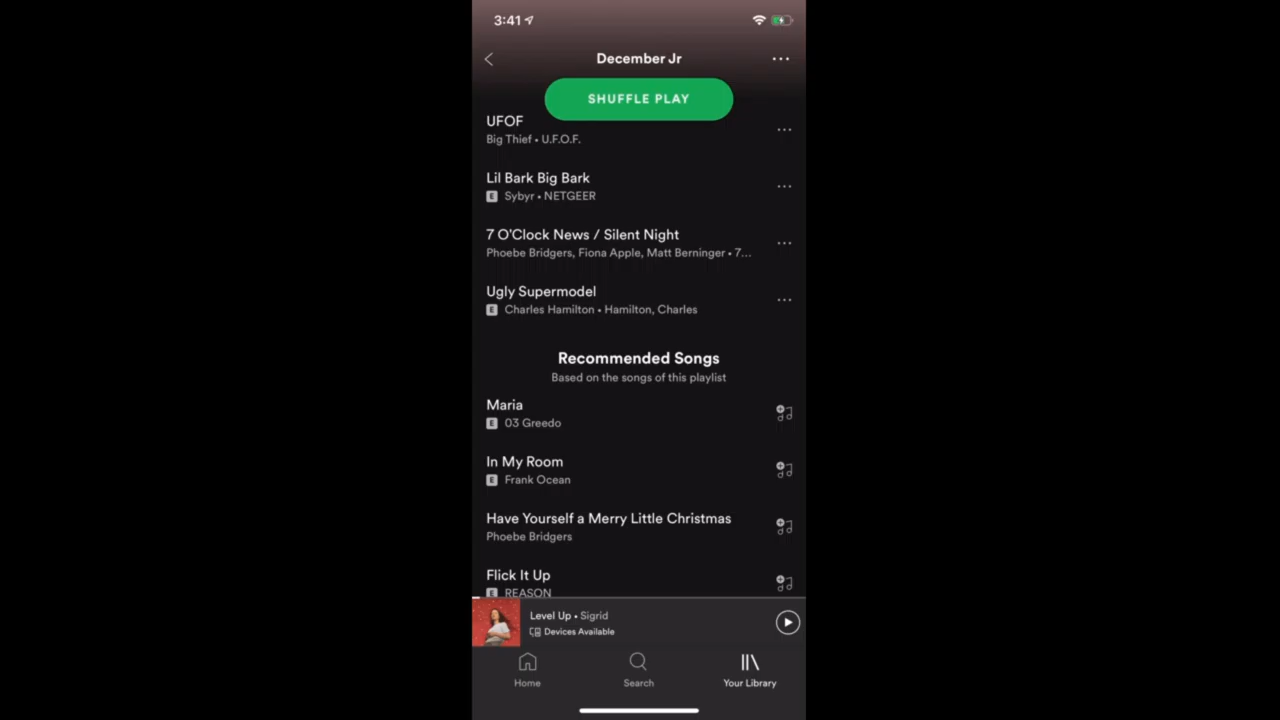 3:41
December Jr
SHUFFLE PLAY
UFOF
Big Thief • U.F.O.F.
Lil Bark Big Bark
E Sybyr • NETGEER
7 O'Clock News / Silent Night
Phoebe Bridgers, Fiona Apple, Matt Berninger • 7...
Ugly Supermodel
E Charles Hamilton • Hamilton, Charles
Recommended Songs
Based on the songs of this playlist
Maria
E 03 Greedo
In My Room
E Frank Ocean
Have Yourself a Merry Little Christmas
Phoebe Bridgers
Flick It Up
E REASON
Level Up • Sigrid
Devices Available
Home Search Your Library